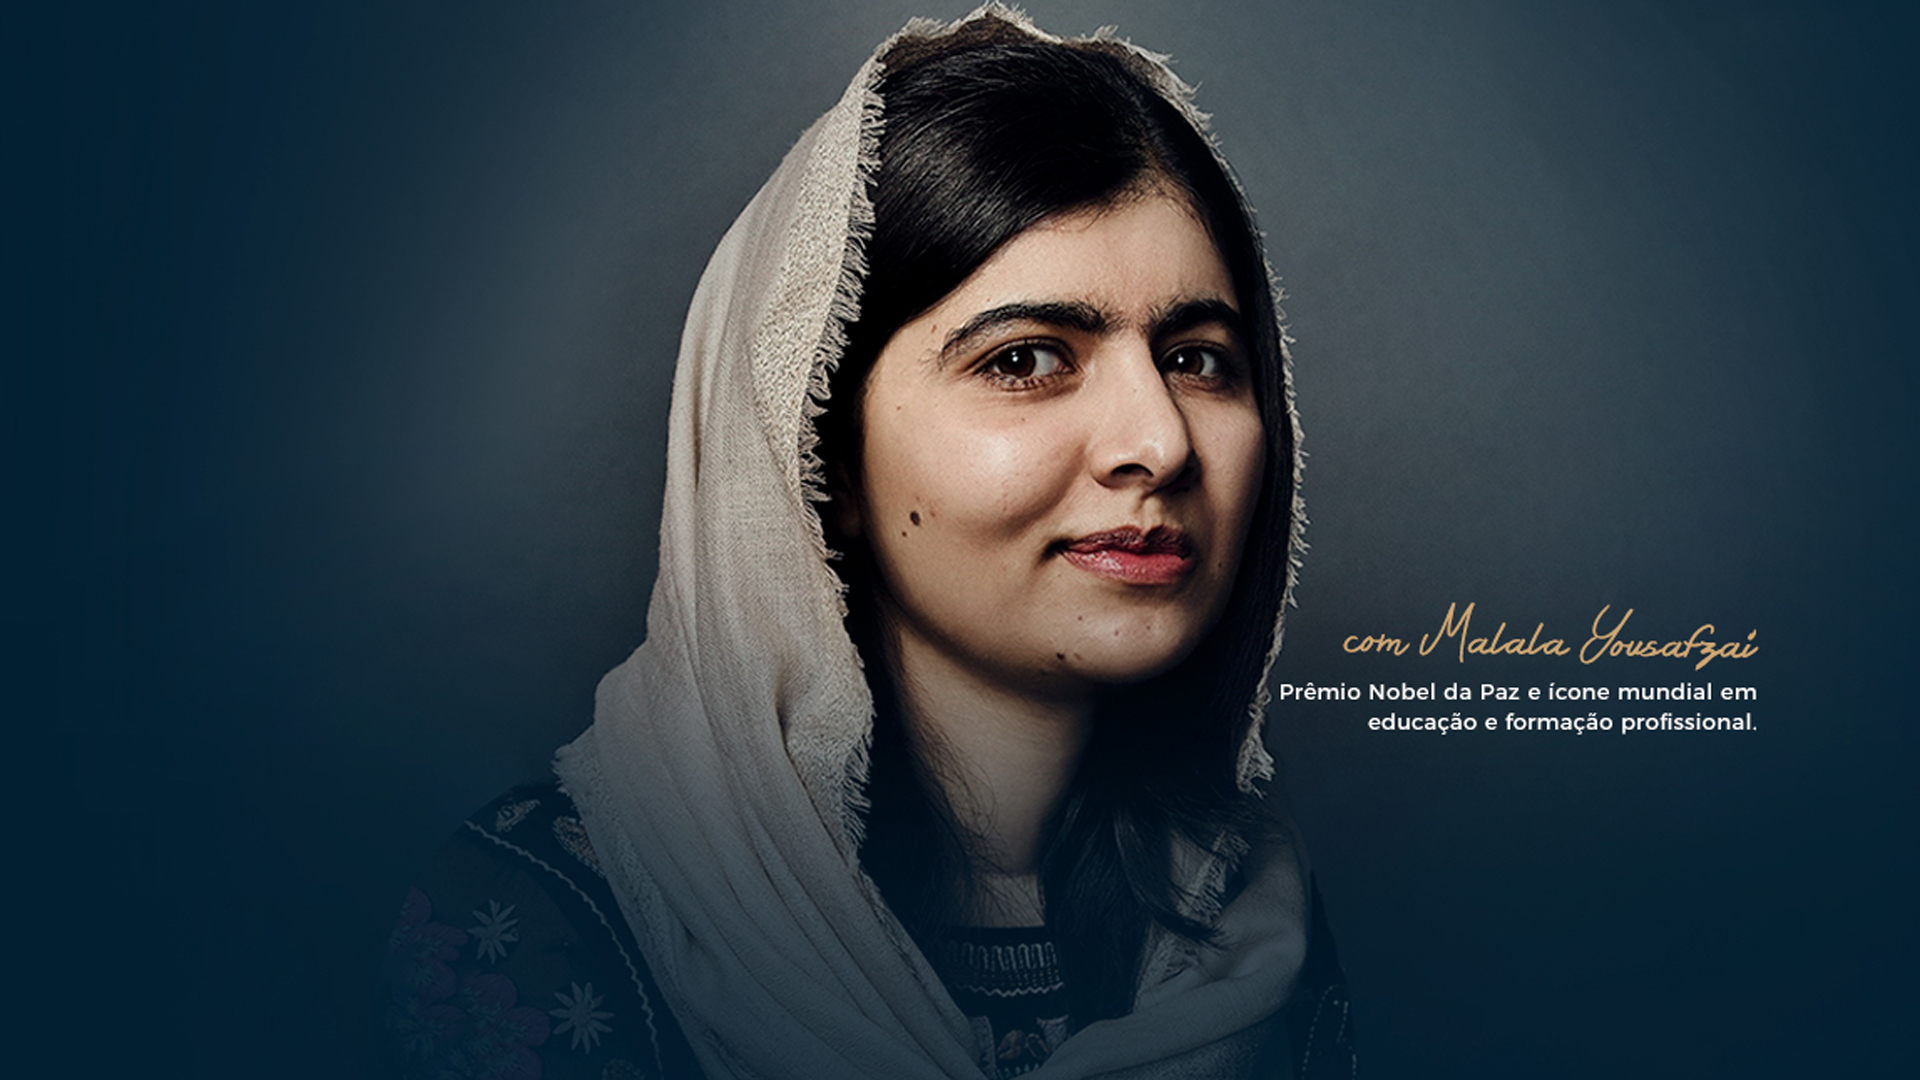 com Malala Yousafzai
Prêmio Nobel da Paz e ícone mundial em
educação e formação profissional.